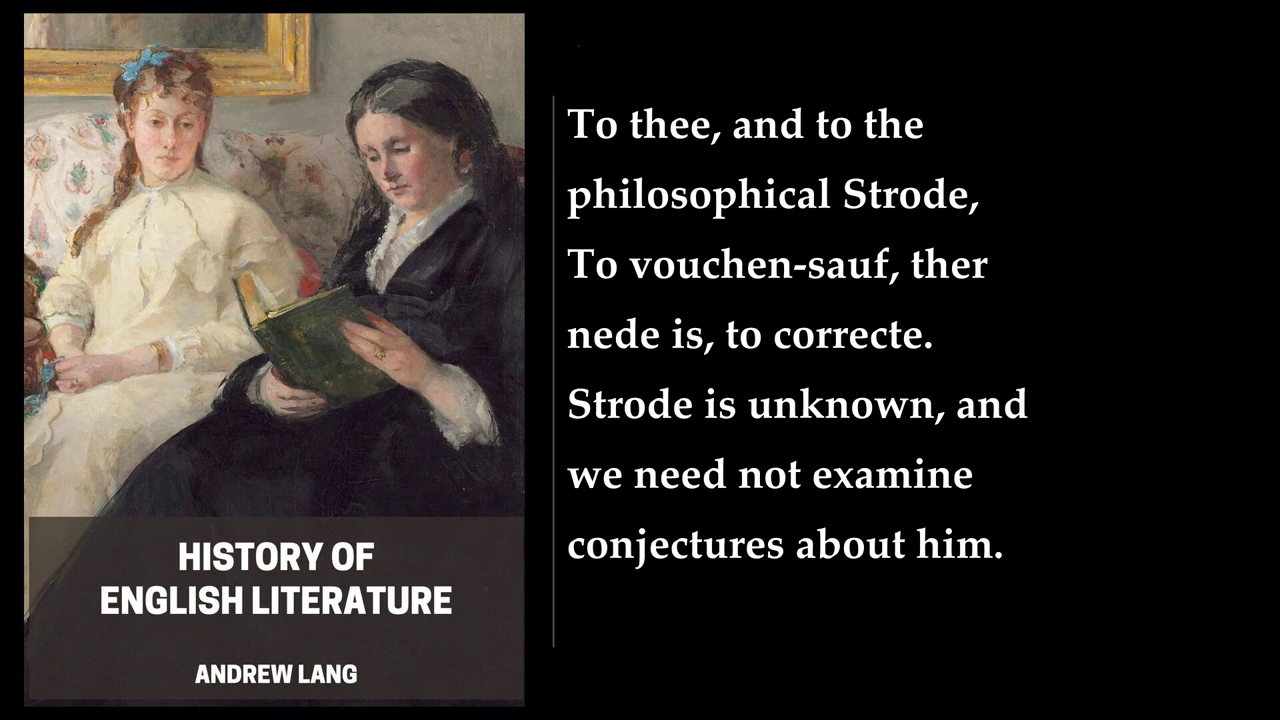 HISTORY OF
ENGLISH LITERATURE
ANDREW LANG
To thee, and to the
philosophical Strode,
To vouchen-sauf, ther
nede is, to correcte.
Strode is unknown, and
we need not examine
conjectures about him.